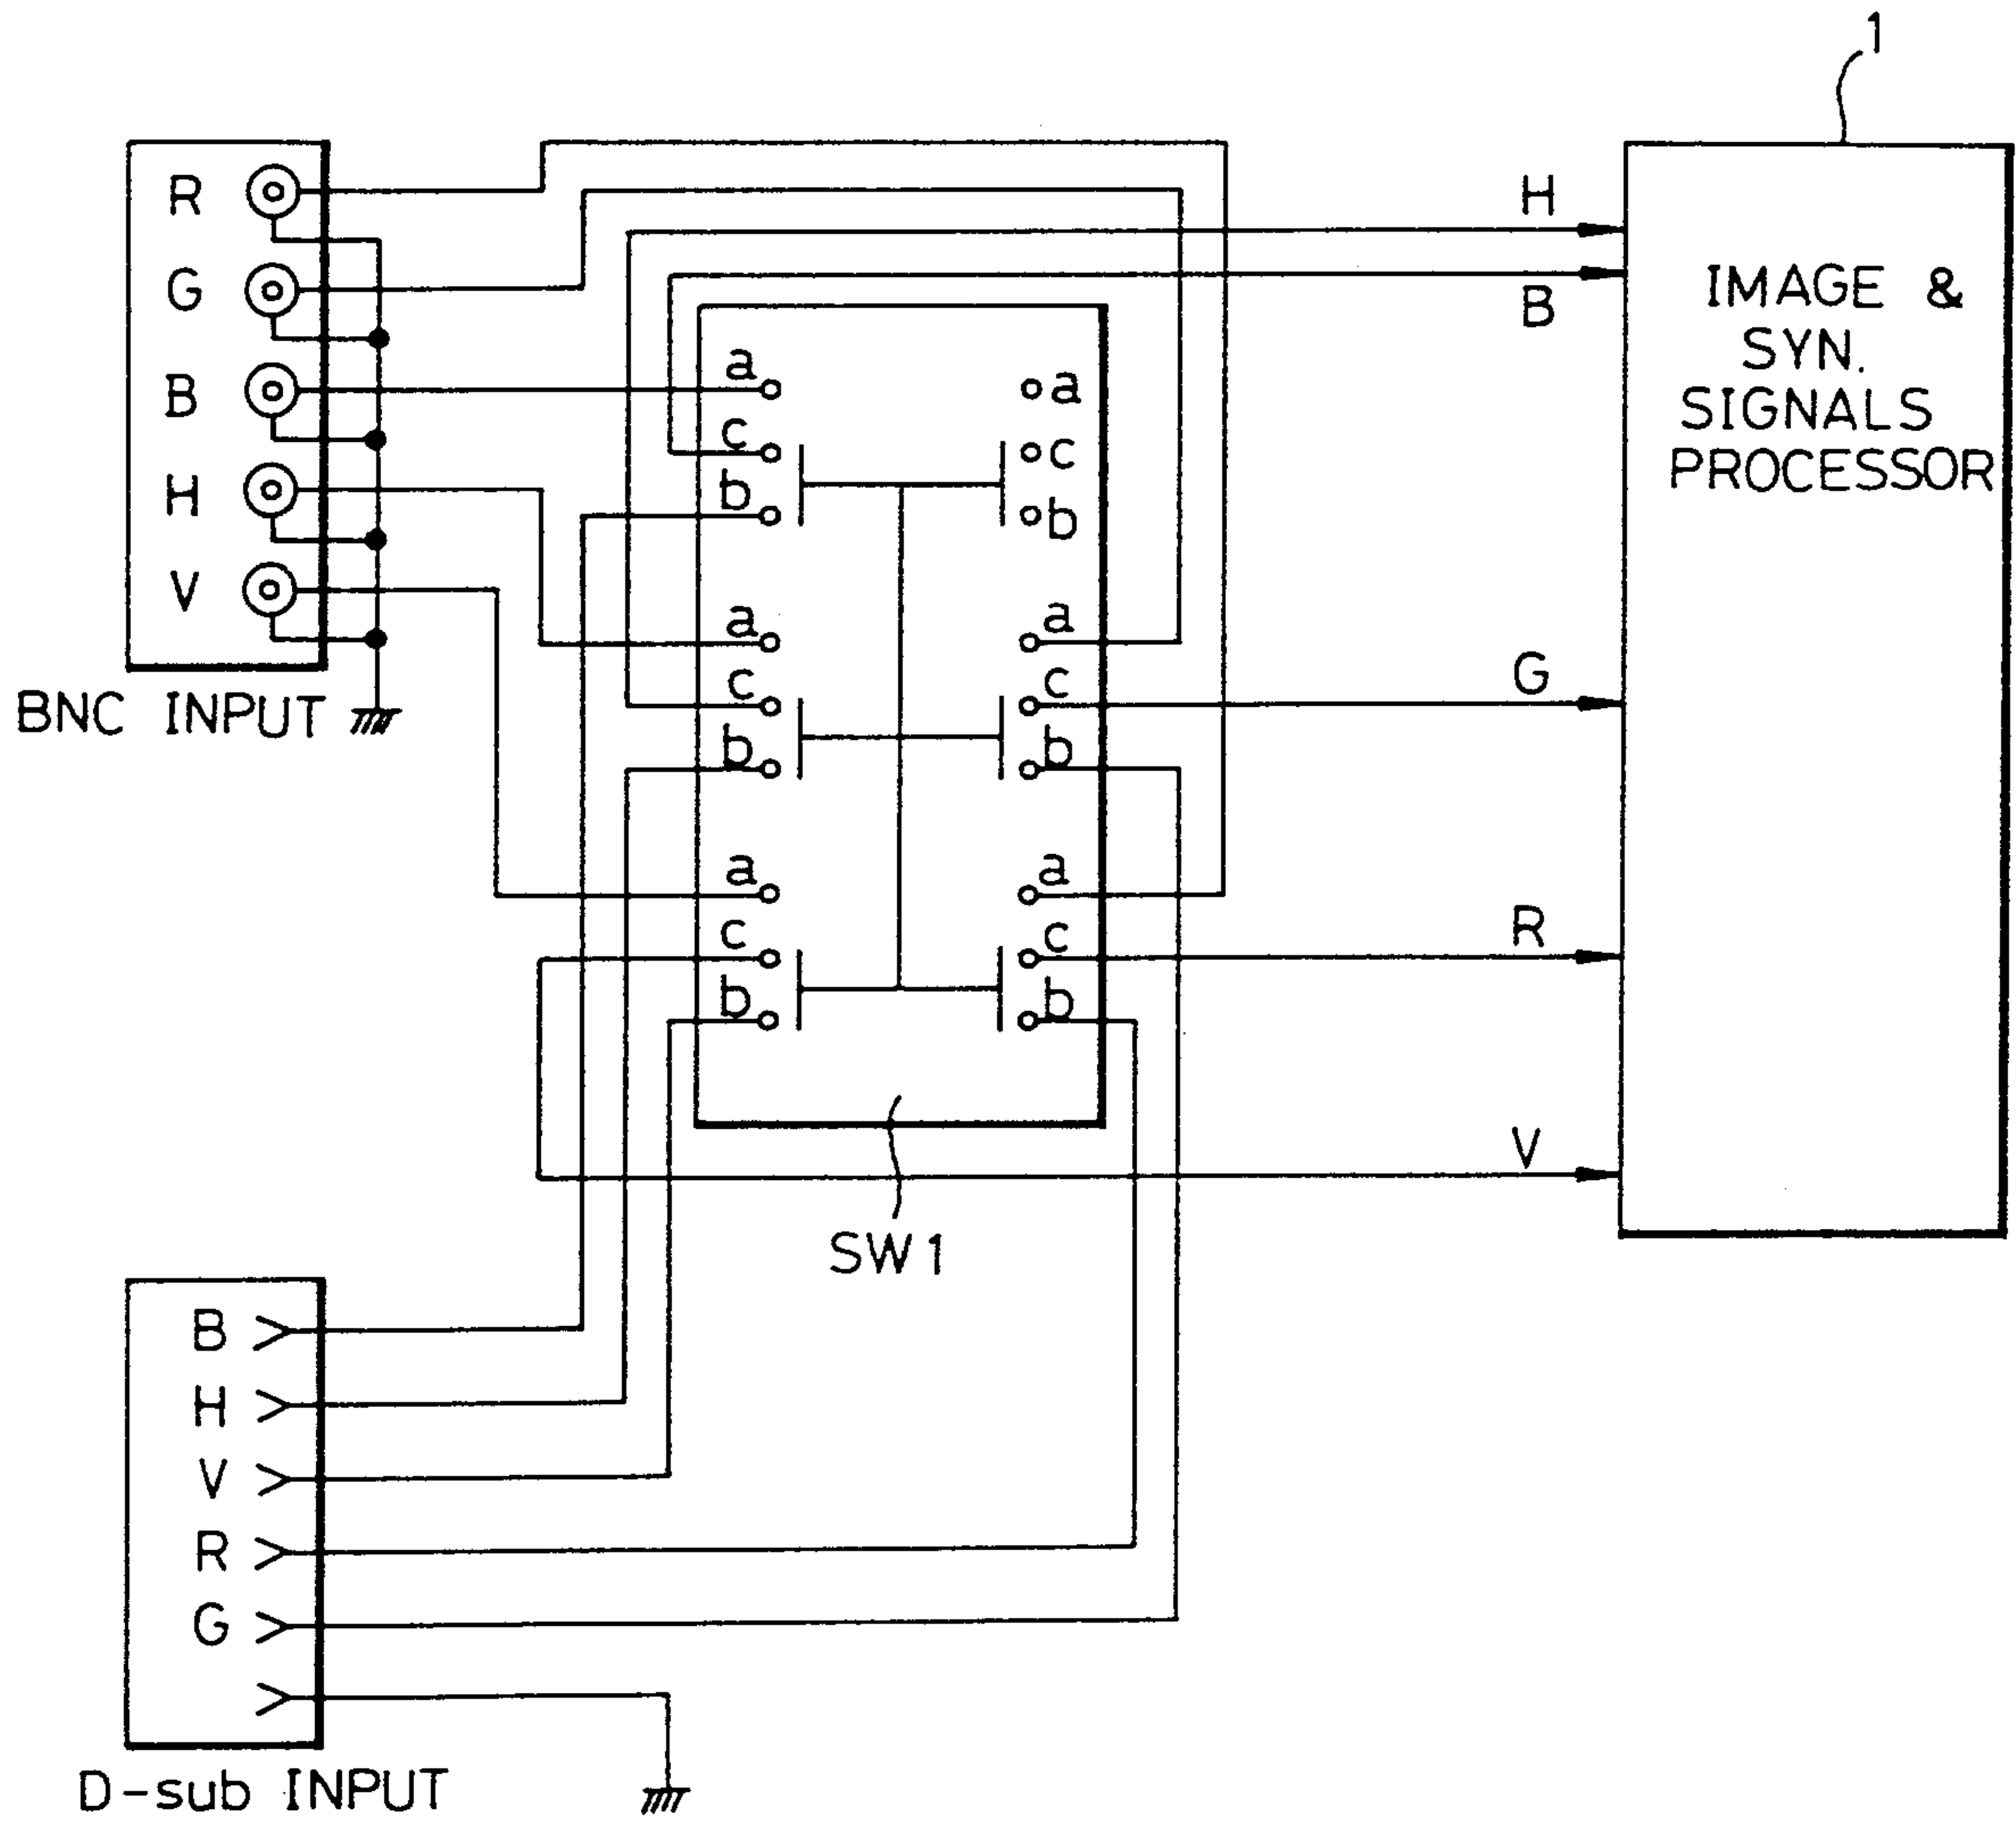 1
R
G
B
H
V
BNC INPUT
H
B
G
R
V
IMAGE &
SYN.
SIGNALS
PROCESSOR
a
c
b
a
c
b
a
c
b
a
c
b
a
c
b
a
c
b
SW1
B
H
V
R
G
D-sub INPUT